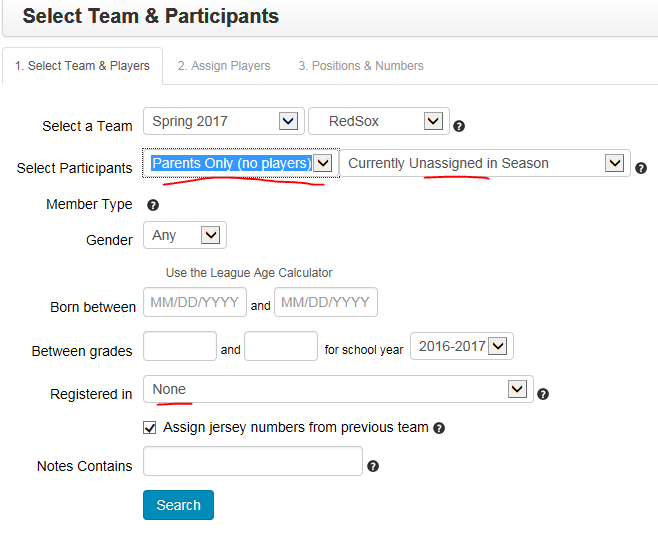 Select Team & Participants
1. Select Team & Players 2. Assign Players 3. Positions & Numbers
Select a Team Spring 2017 RedSox ?
Select Participants Parents Only (no players) Currently Unassigned in Season ?
Member Type ?
Gender Any
Use the League Age Calculator
Born between MM/DD/YYYY and MM/DD/YYYY
Between grades and for school year 2016-2017
Registered in None ?
Assign jersey numbers from previous team ?
Notes Contains ?
Search